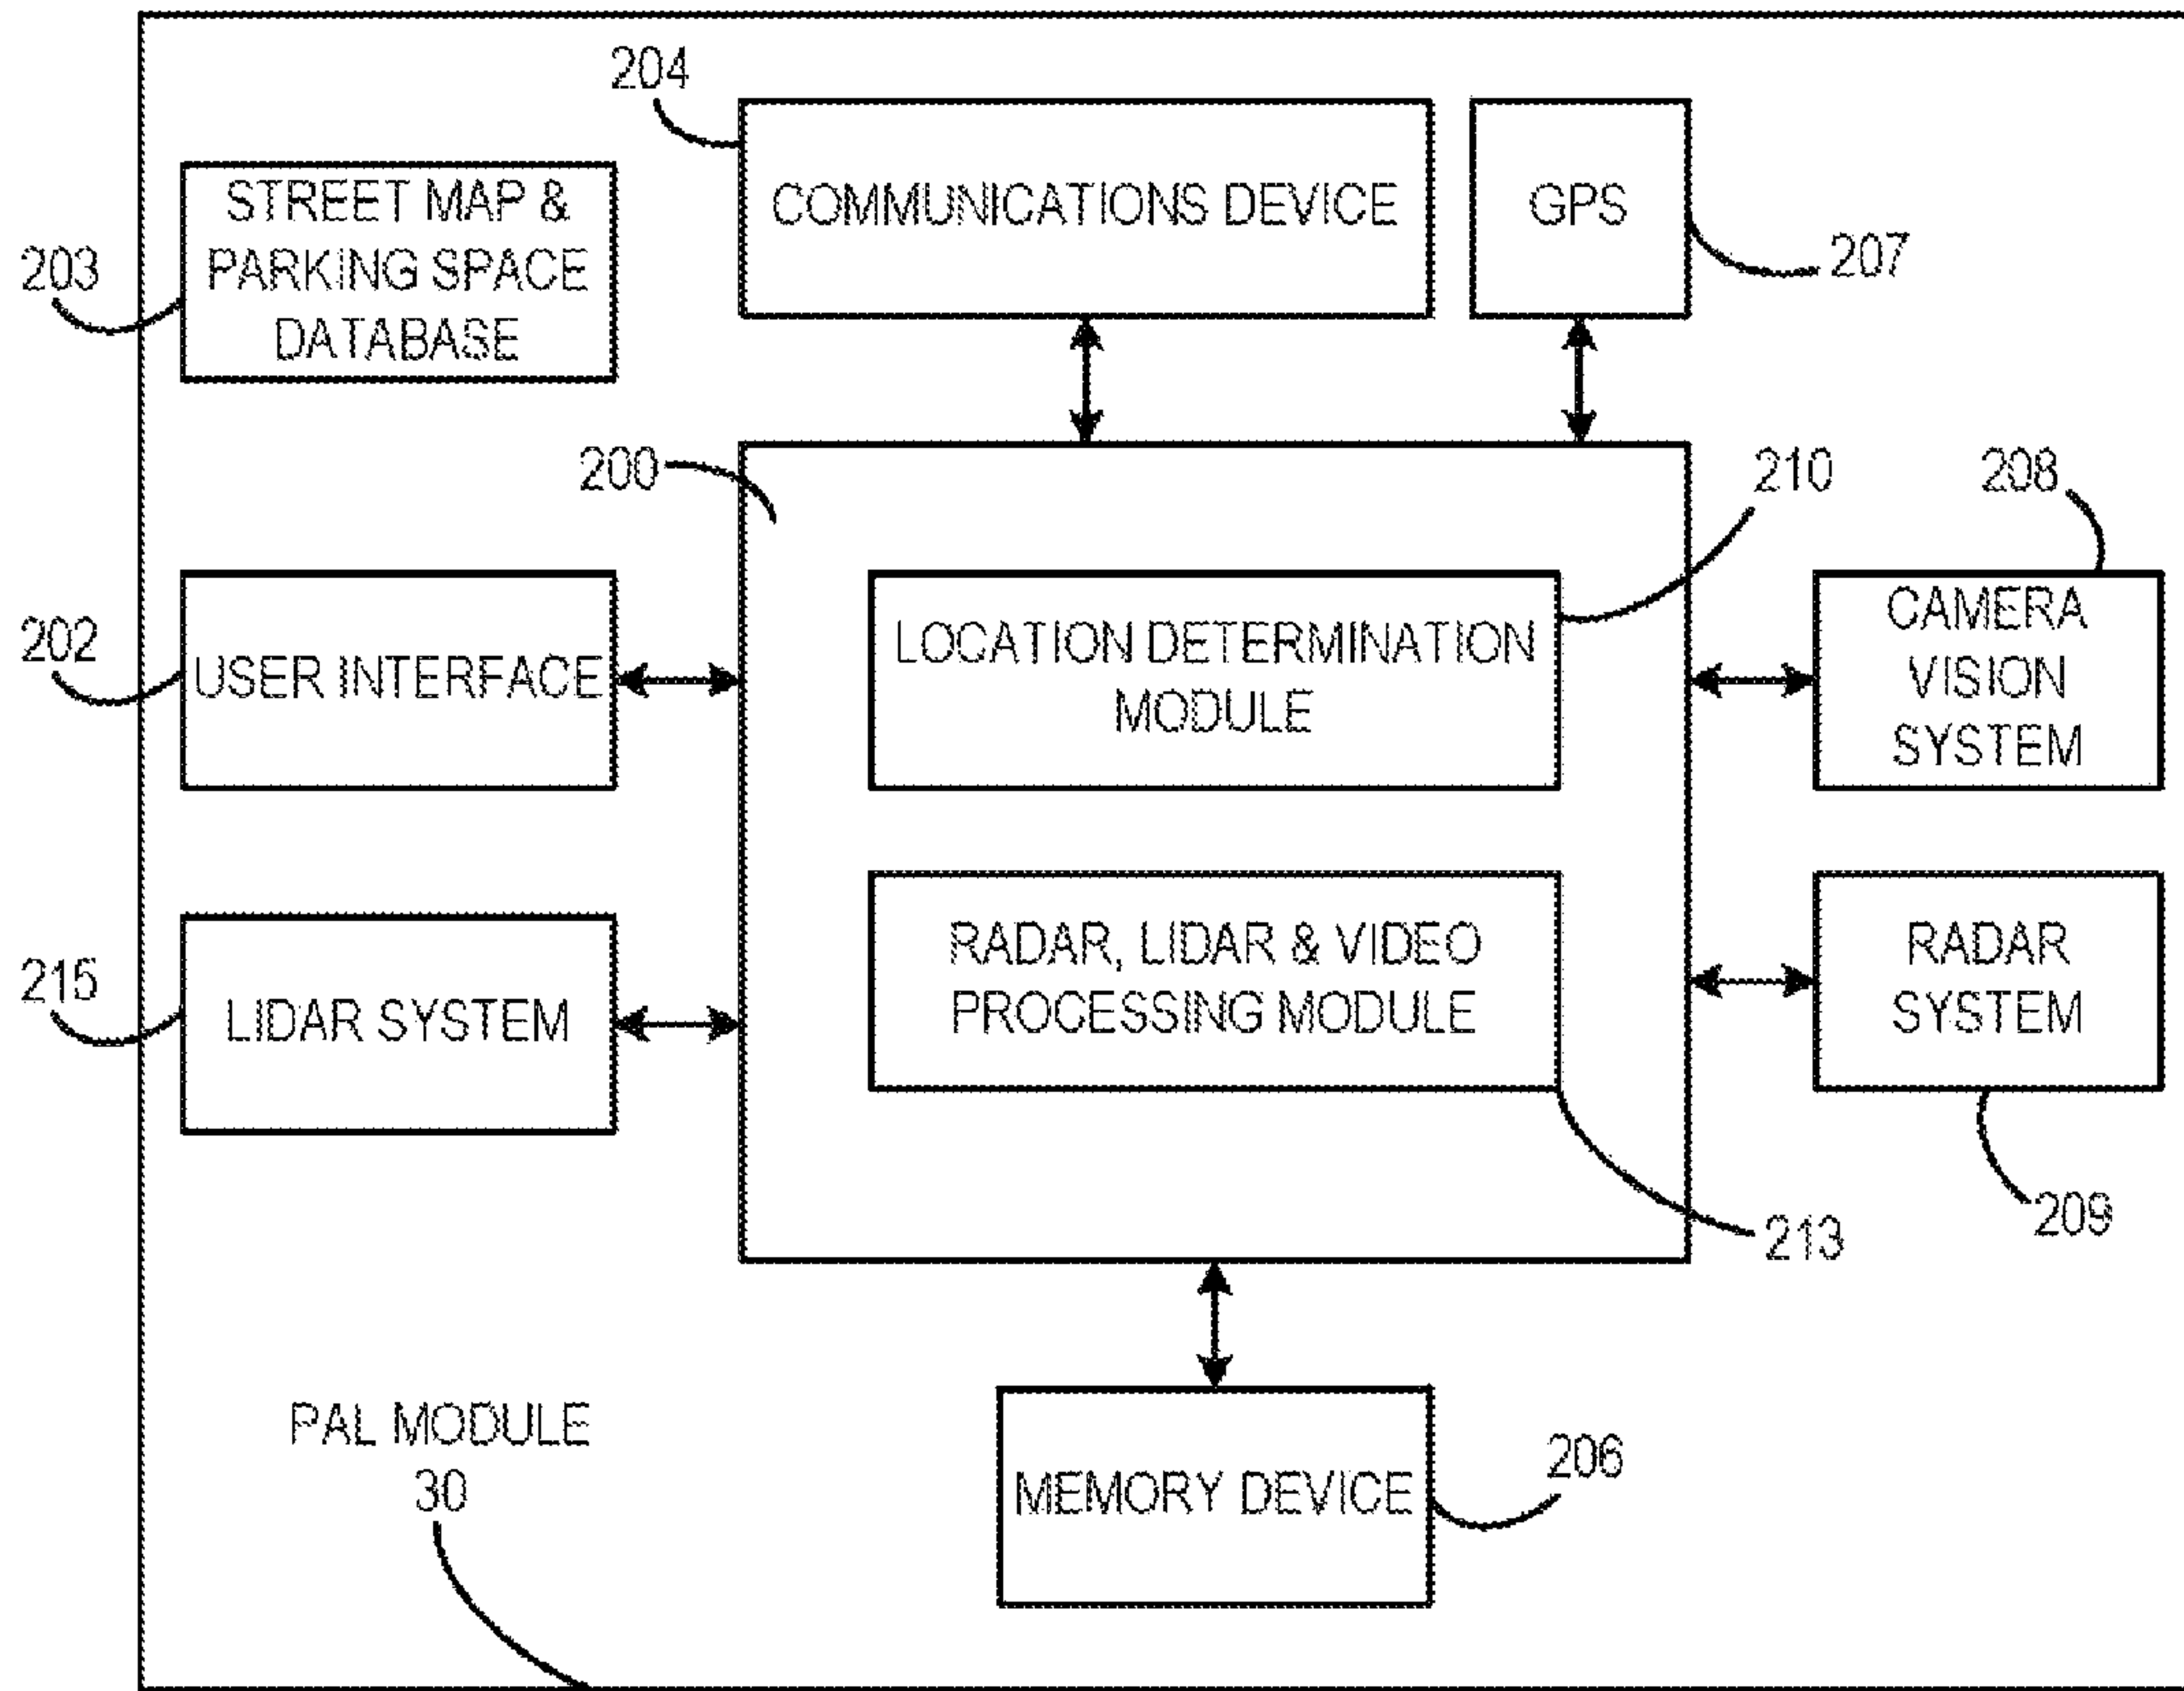 204
STREET MAP &
PARKING SPACE
DATABASE
COMMUNICATIONS DEVICE
GPS
203
207
200
210
208
202
USER INTERFACE
LOCATION DETERMINATION
MODULE
CAMERA
VISION
SYSTEM
215
LIDAR SYSTEM
RADAR, LIDAR & VIDEO
PROCESSING MODULE
RADAR
SYSTEM
209
213
PAL MODULE
30
MEMORY DEVICE
206